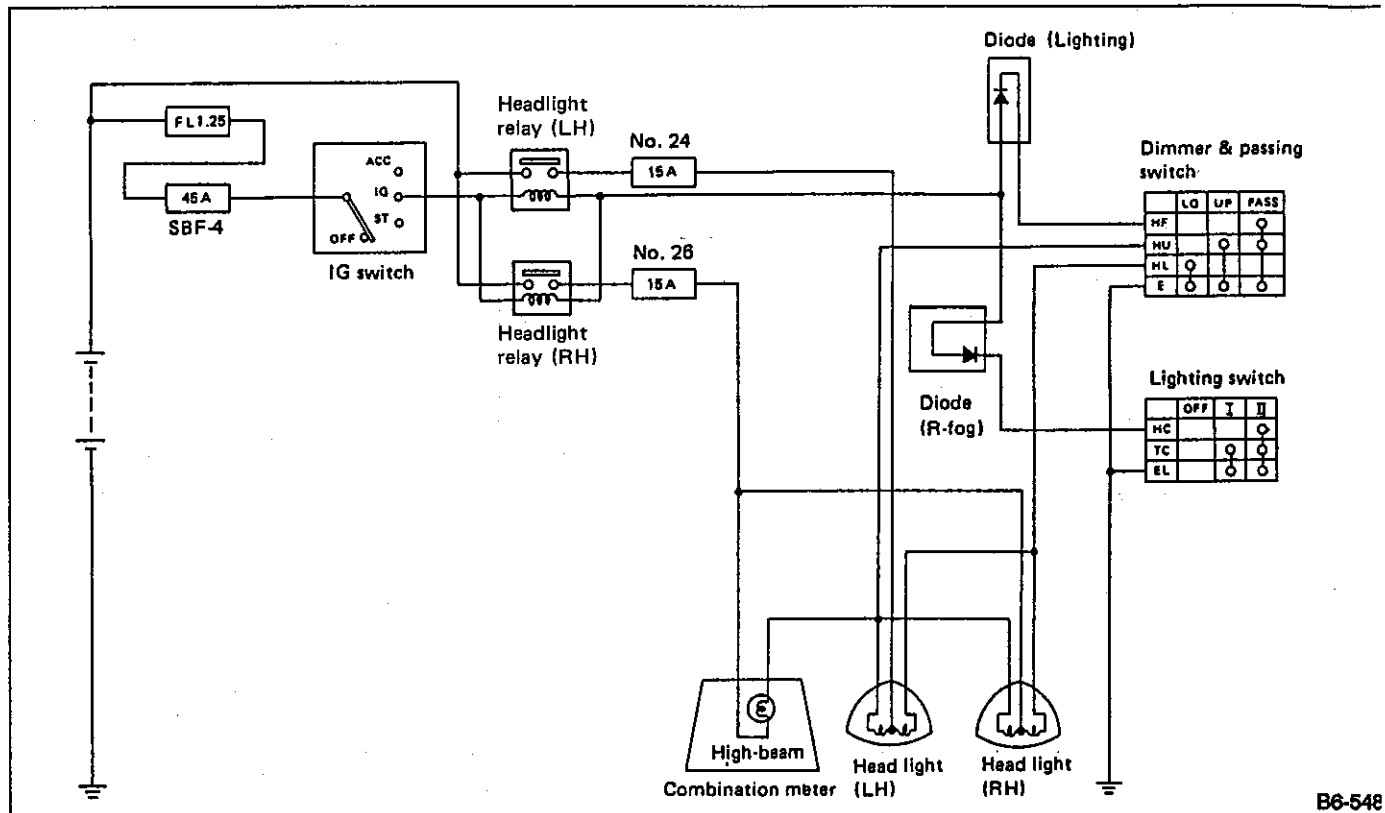 Diode (Lighting)
Headlight
relay (LH)
FL1.25
No. 24
15A
Dimmer & passing
switch
LO UP PASS
HF
HU
HL
E
ACC
IG
ST
OFF
45A
SBF-4
IG switch
No. 26
15A
Headlight
relay (RH)
Diode
(R-fog)
Lighting switch
OFF I II
HC
TC
EL
High-beam
Combination meter
Head light
(LH)
Head light
(RH)
B6-548